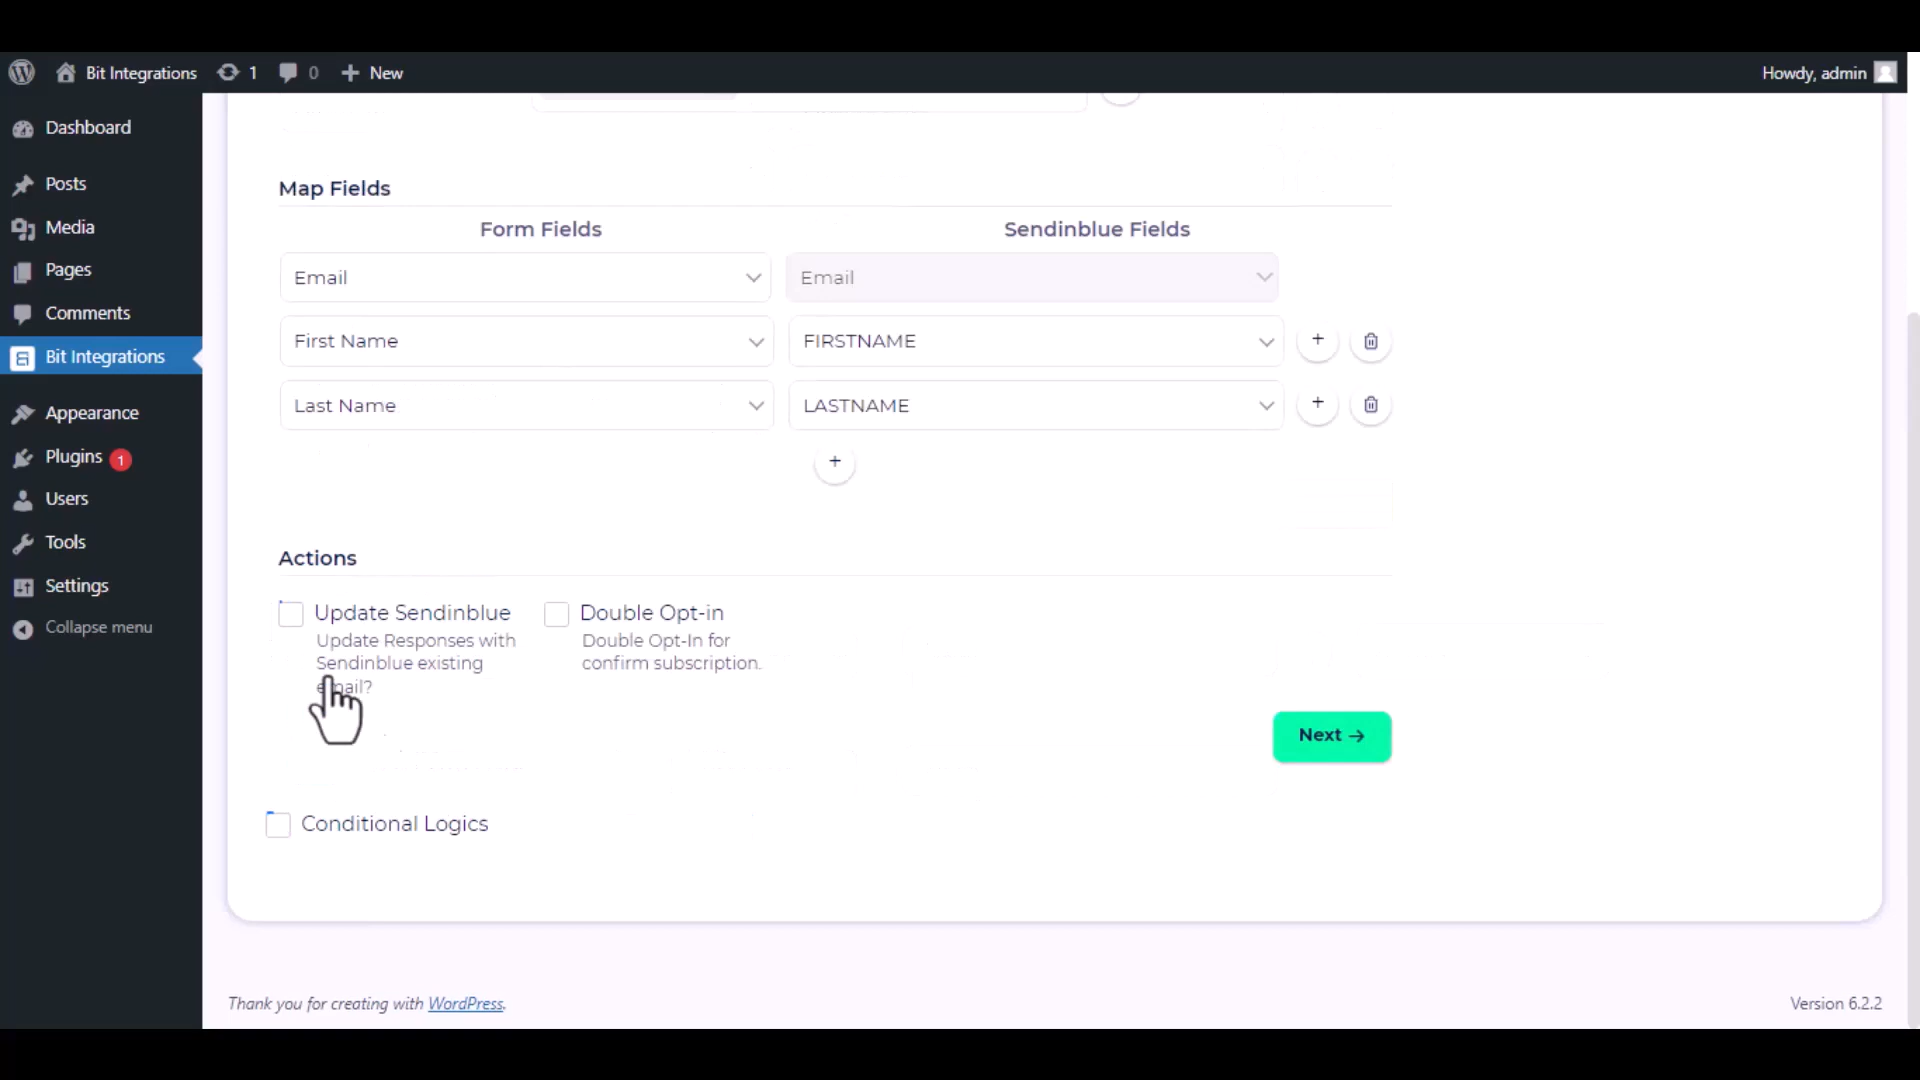 Bit Integrations 1 0 New Howdy, admin
Dashboard
Posts
Media
Pages
Comments
Bit Integrations
Appearance
Plugins 1
Users
Tools
Settings
Collapse menu
Map Fields
Form Fields Sendinblue Fields
Email Email
First Name FIRSTNAME
Last Name LASTNAME
Actions
Update Sendinblue
Update Responses with
Sendinblue existing
email?
Double Opt-in
Double Opt-In for
confirm subscription.
Next →
Conditional Logics
Thank you for creating with WordPress. Version 6.2.2